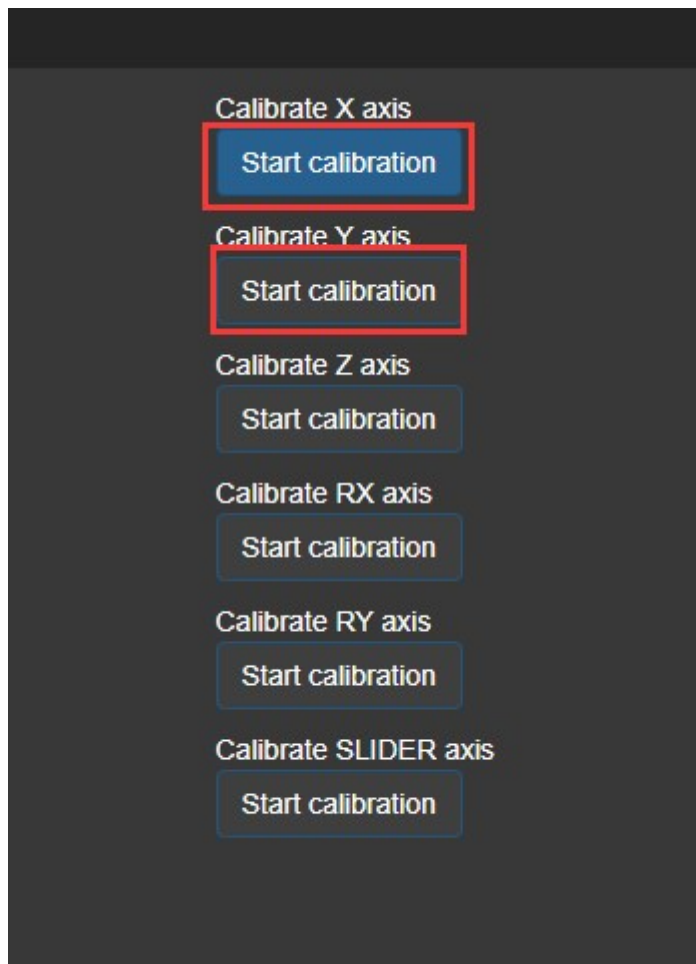 Calibrate X axis
Start calibration
Calibrate Y axis
Start calibration
Calibrate Z axis
Start calibration
Calibrate RX axis
Start calibration
Calibrate RY axis
Start calibration
Calibrate SLIDER axis
Start calibration